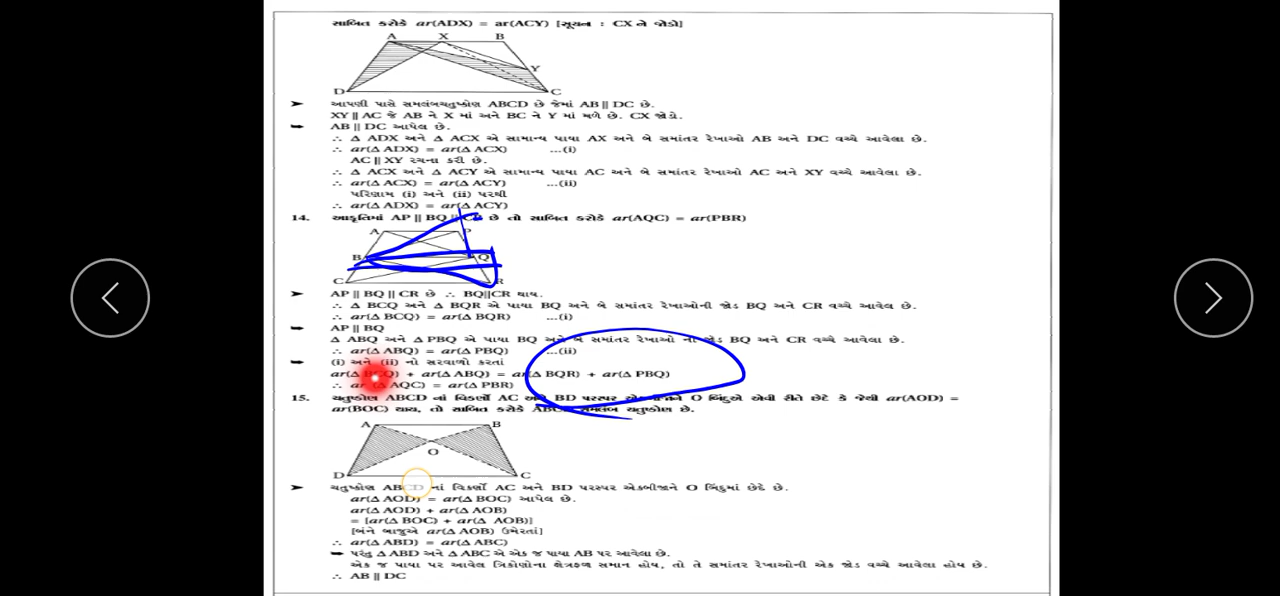 સાબિત કરોકે ar(ADX) = ar(ACY) [સૂચના : CX ને જોડો]
A X B
Y
D C
➤ આપણી પાસે સમલંબચતુષ્કોણ ABCD છે જેમાં AB || DC છે.
XY || AC જે AB ને X માં અને BC ને Y માં મળે છે. CX જોડો.
➡ AB || DC આપેલ છે.
∴ Δ ADX અને Δ ACX એ સામાન્ય પાયા AX અને બે સમાંતર રેખાઓ AB અને DC વચ્ચે આવેલા છે.
∴ ar(Δ ADX) = ar(Δ ACX) ...(i)
AC || XY રચના કરી છે.
∴ Δ ACX અને Δ ACY એ સામાન્ય પાયા AC અને બે સમાંતર રેખાઓ AC અને XY વચ્ચે આવેલા છે.
∴ ar(Δ ACX) = ar(Δ ACY) ...(ii)
પરિણામ (i) અને (ii) પરથી
∴ ar(Δ ADX) = ar(Δ ACY)
14. આકૃતિમાં AP || BQ || છે તો સાબિત કરોકે ar(AQC) = ar(PBR)
A P
B Q
C R
➤ AP || BQ || CR છે ∴ BQ||CR થાય.
∴ Δ BCQ અને Δ BQR એ પાયા BQ અને બે સમાંતર રેખાઓની જોડ BQ અને CR વચ્ચે આવેલ છે.
∴ ar(Δ BCQ) = ar(Δ BQR) ...(i)
➡ AP || BQ
Δ ABQ અને Δ PBQ એ પાયા BQ અને બે સમાંતર રેખાઓ ની જોડ BQ અને CR વચ્ચે આવેલા છે.
∴ ar(Δ ABQ) = ar(Δ PBQ) ...(ii)
➡ (i) અને (ii) નો સરવાળો કરતાં
ar(Δ BCQ) + ar(Δ ABQ) = ar(Δ BQR) + ar(Δ PBQ)
∴ ar (Δ AQC) = ar(Δ PBR)
15. ચતુષ્કોણ ABCD નાં વિકર્ણો AC અને BD પરસ્પર એકબીજાને O બિંદુએ એવી રીતે છેદે છે કે જેથી ar(AOD) =
ar(BOC) થાય, તો સાબિત કરોકે ABCD સમલંબ ચતુષ્કોણ છે.
A B
O
D C
➤ ચતુષ્કોણ ABCD નાં વિકર્ણો AC અને BD પરસ્પર એકબીજાને O બિંદુમાં છેદે છે.
ar(Δ AOD) = ar(Δ BOC) આપેલ છે.
ar(Δ AOD) + ar(Δ AOB)
= [ar(Δ BOC) + ar(Δ AOB)]
[બંને બાજુએ ar(Δ AOB) ઉમેરતાં]
∴ ar(Δ ABD) = ar(Δ ABC)
➡ પરંતુ Δ ABD અને Δ ABC એ એક જ પાયા AB પર આવેલા છે.
એક જ પાયા પર આવેલ ત્રિકોણોના ક્ષેત્રફળ સમાન હોય, તો તે સમાંતર રેખાઓની એક જોડ વચ્ચે આવેલા હોય છે.
∴ AB || DC